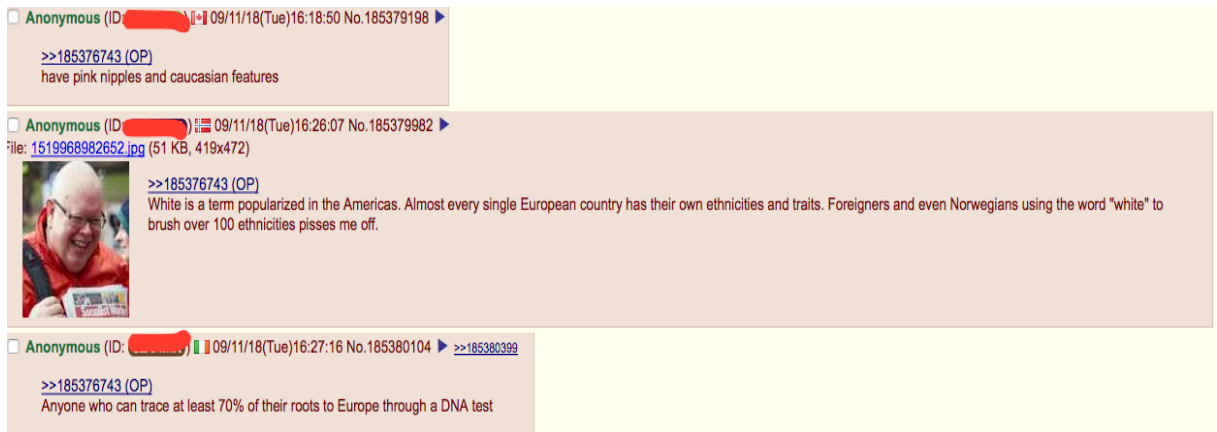 Anonymous (ID: ) 09/11/18(Tue)16:18:50 No.185379198 ▶
>>185376743 (OP)
have pink nipples and caucasian features
Anonymous (ID: ) 09/11/18(Tue)16:26:07 No.185379982 ▶
File: 1519968982652.jpg (51 KB, 419x472)
>>185376743 (OP)
White is a term popularized in the Americas. Almost every single European country has their own ethnicities and traits. Foreigners and even Norwegians using the word "white" to
brush over 100 ethnicities pisses me off.
Socialist Worker
Anonymous (ID: ) 09/11/18(Tue)16:27:16 No.185380104 ▶ >>185380399
>>185376743 (OP)
Anyone who can trace at least 70% of their roots to Europe through a DNA test